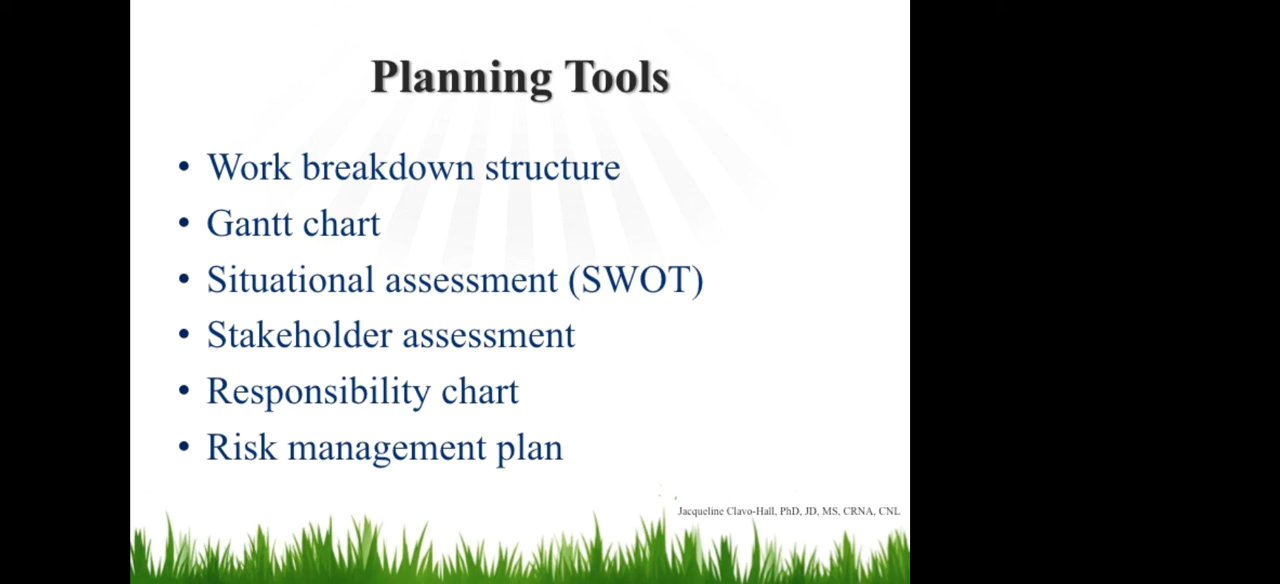 Planning Tools
• Work breakdown structure
• Gantt chart
• Situational assessment (SWOT)
• Stakeholder assessment
• Responsibility chart
• Risk management plan
Jacqueline Clavo-Hall, PhD, JD, MS, CRNA, CNL